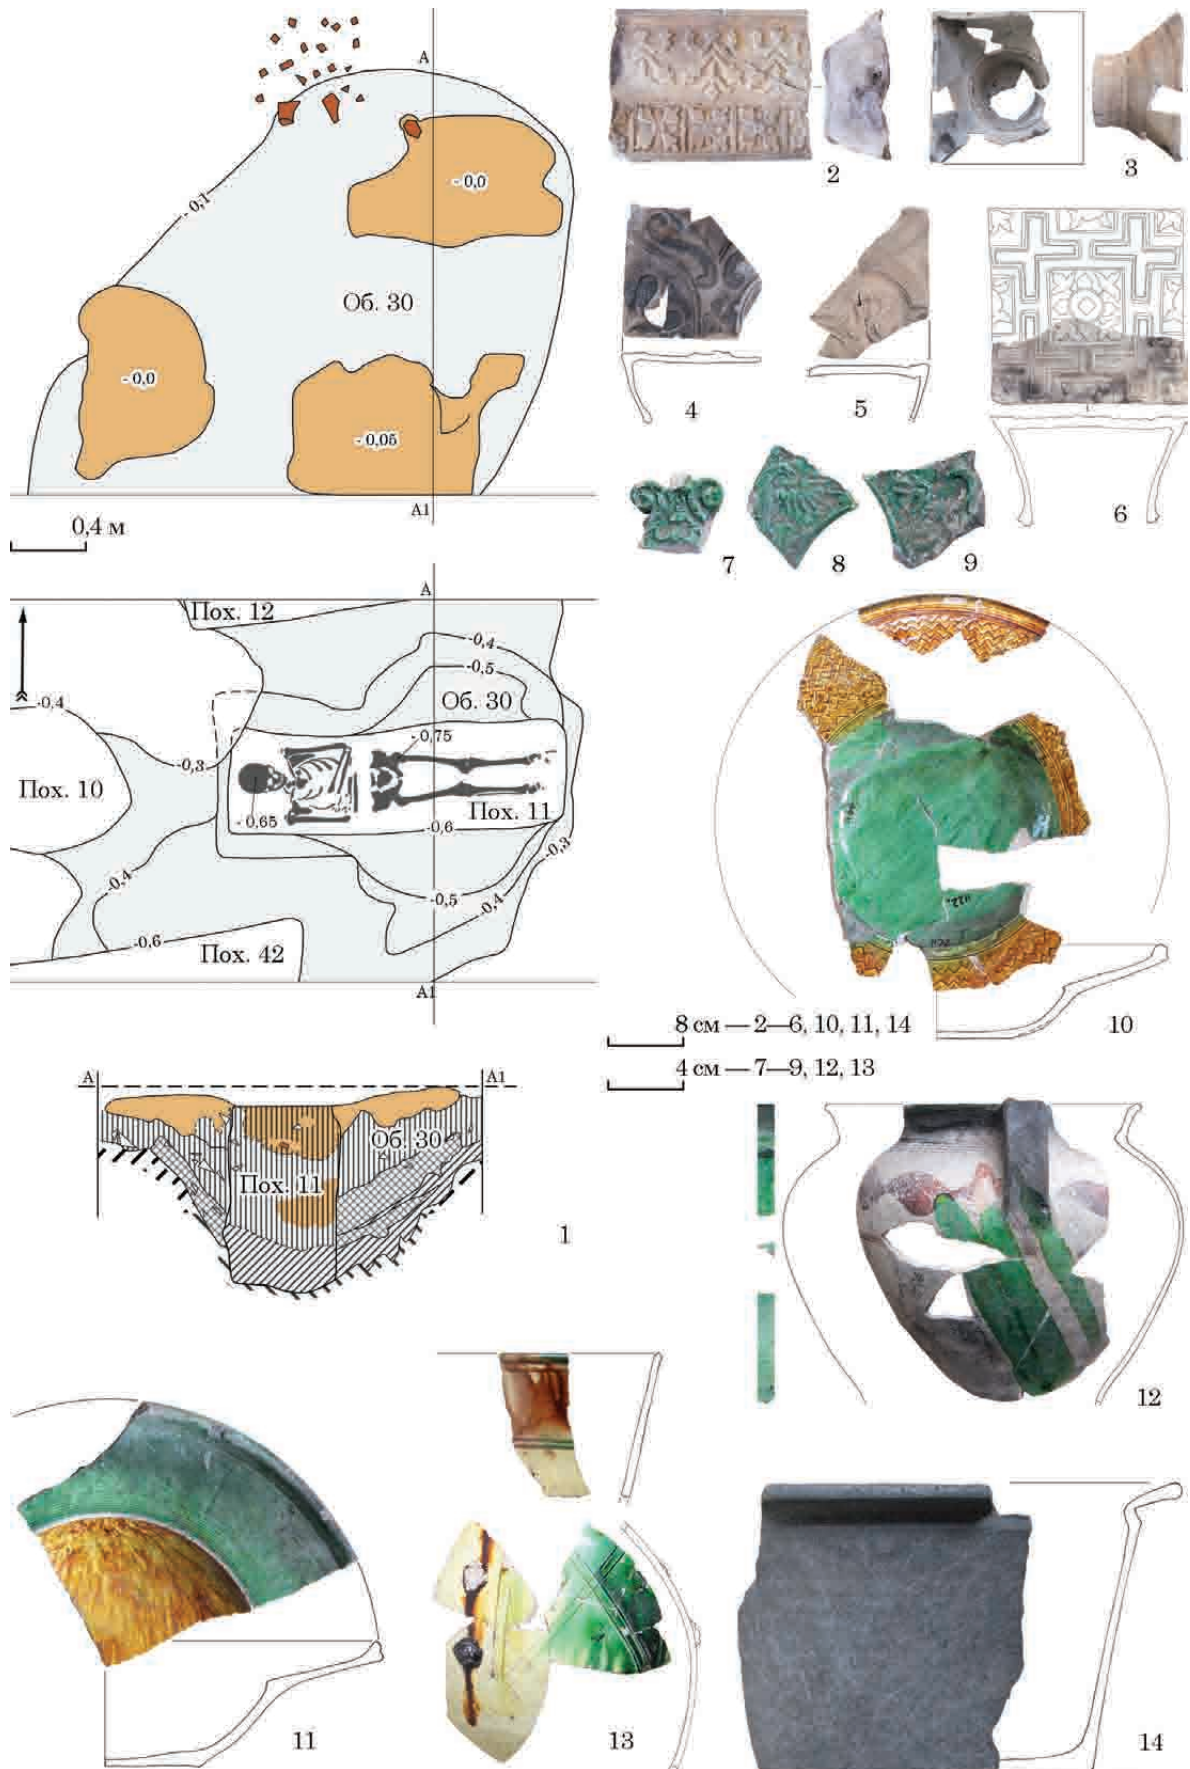 А
- 0,1
- 0,0
Об. 30
- 0,0
- 0,05
А1
0,4 м
2
3
4
5
6
7
8
9
А
Пох. 12
-0,4
-0,5
Об. 30
-0,4
-0,3
- 0,75
Пох. 10
- 0,65
Пох. 11
-0,6
-0,3
-0,4
-0,5
-0,4
-0,6
Пох. 42
А1
10
8 см — 2—6, 10, 11, 14
4 см — 7—9, 12, 13
А
А1
Об. 30
Пох. 11
1
12
11
13
14